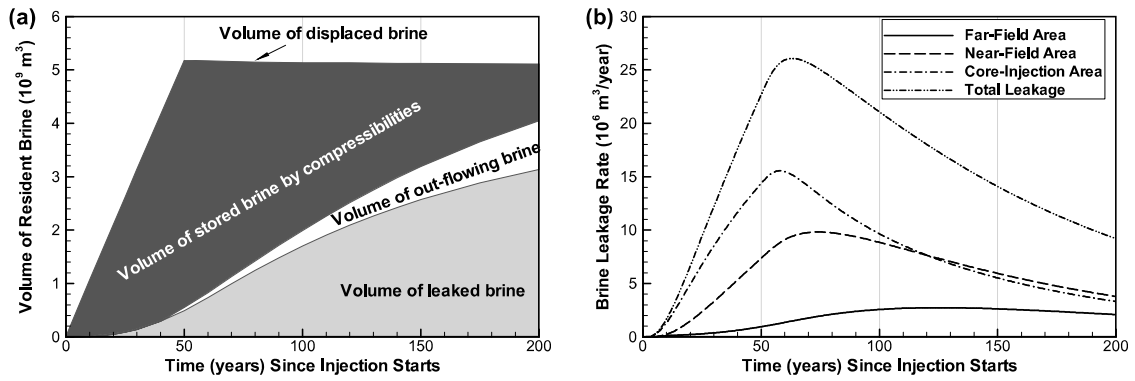 (a)
Volume of Resident Brine (10⁹ m³)
6
5
4
3
2
1
0
Volume of displaced brine
Volume of stored brine by compressibilities
Volume of out-flowing brine
Volume of leaked brine
0
50
100
150
200
Time (years) Since Injection Starts
(b)
Brine Leakage Rate (10⁶ m³/year)
30
25
20
15
10
5
0
Far-Field Area
Near-Field Area
Core-Injection Area
Total Leakage
0
50
100
150
200
Time (years) Since Injection Starts